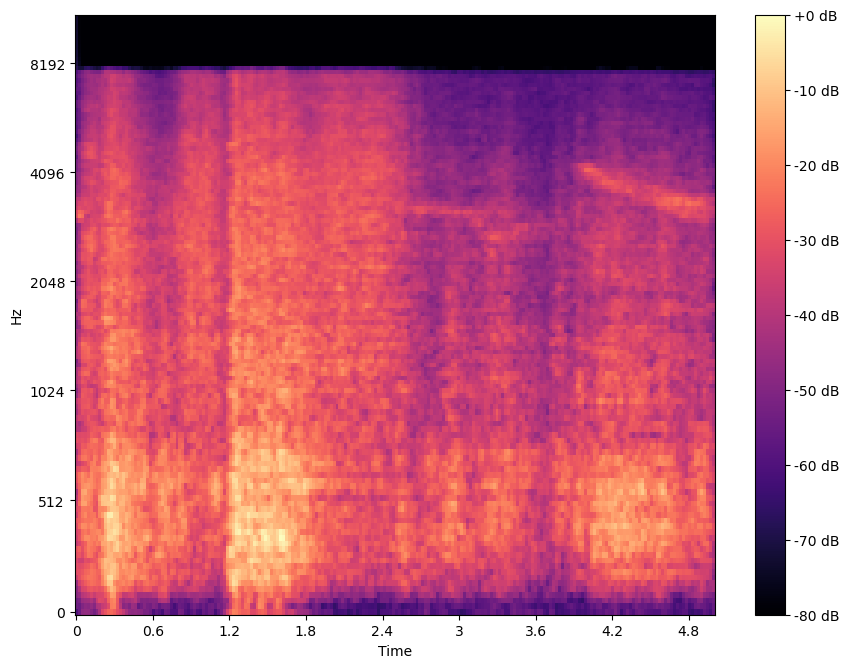 +0 dB
8192
-10 dB
4096
-20 dB
-30 dB
2048
Hz
-40 dB
1024
-50 dB
-60 dB
512
-70 dB
0
-80 dB
0 0.6 1.2 1.8 2.4 3 3.6 4.2 4.8
Time